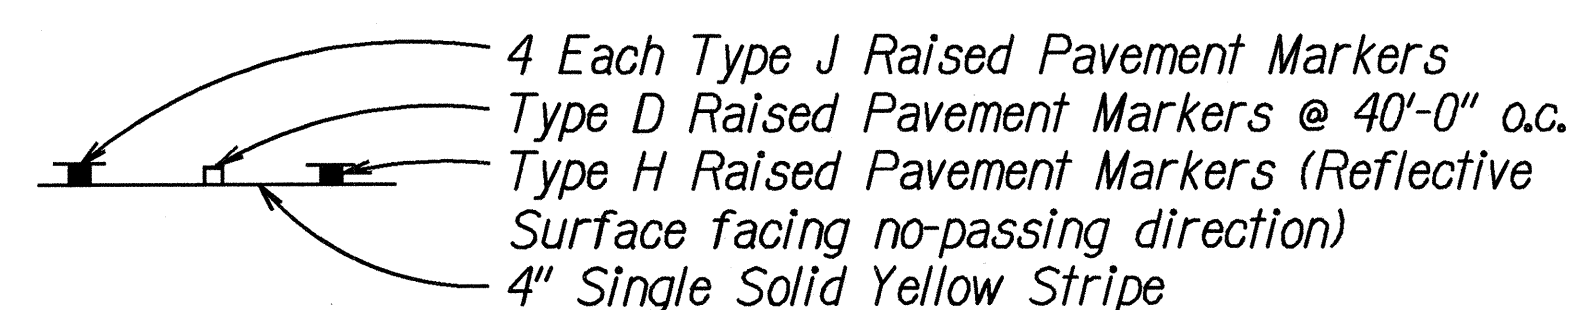 4 Each Type J Raised Pavement Markers
Type D Raised Pavement Markers @ 40'-0" o.c.
Type H Raised Pavement Markers (Reflective
Surface facing no-passing direction)
4" Single Solid Yellow Stripe